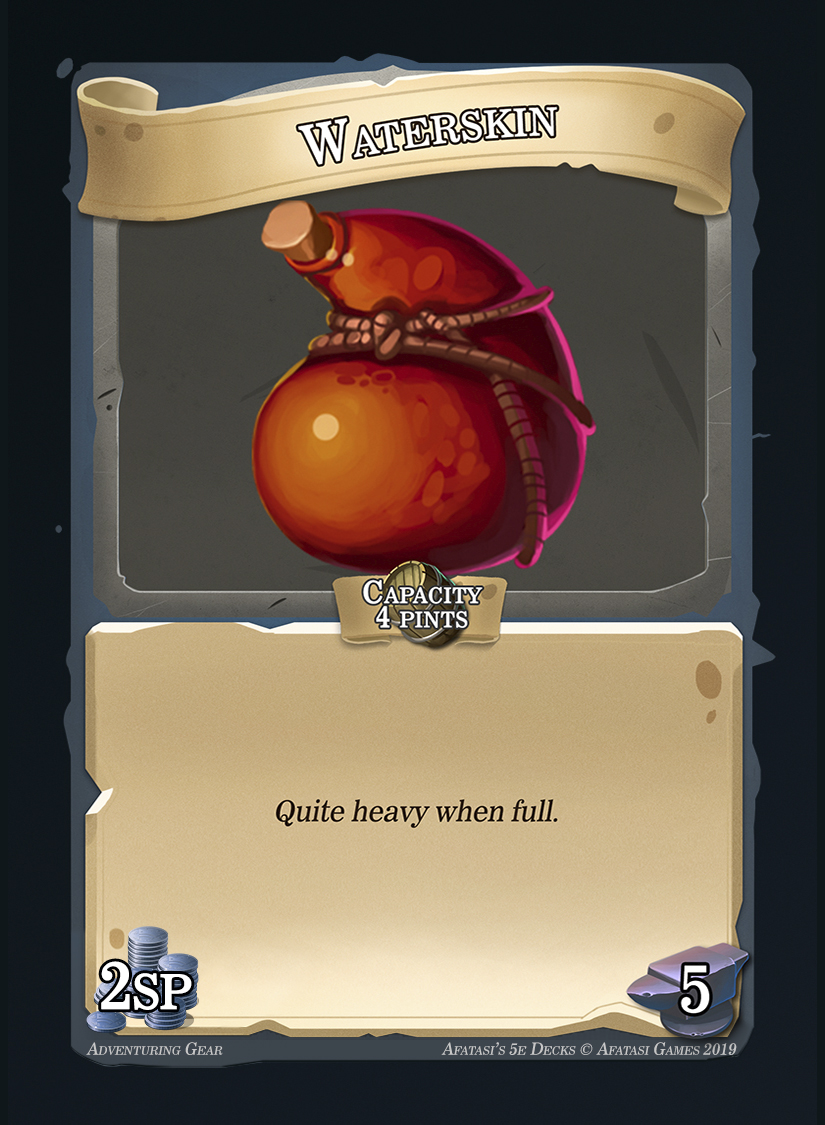 Waterskin
Capacity
4 pints
Quite heavy when full.
2sp
5
Adventuring Gear
Afatasi's 5e Decks © Afatasi Games 2019